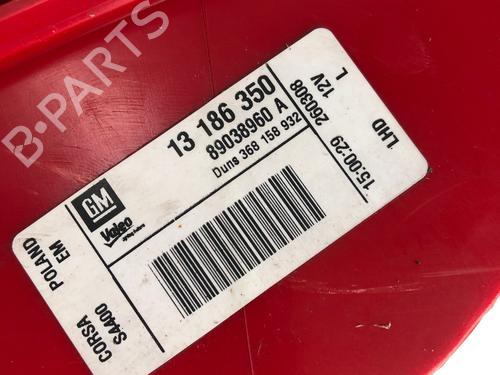 B-PARTS
13 186 350
89038960 A
Duns 368 158 932
GM
Valeo
POLAND
EM
CORSA
S4400
L
12V
260308
15:00:29
LHD